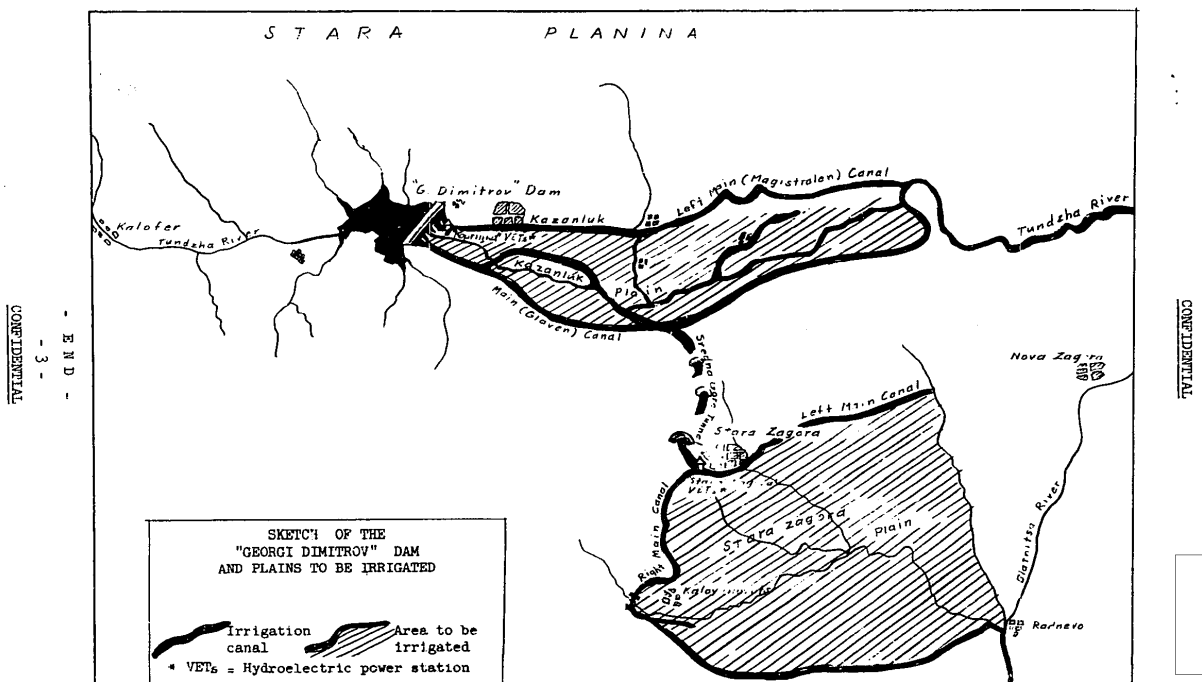 STARA PLANINA
"G. Dimitrov" Dam
Left Main (Magistralen) Canal
Kazanluk
Kalofer
Tundzha River
Tundzha River
Kazanluk
Plain
Main (Glaven) Canal
Sredna
Nova Zagora
Left Main Canal
Stara Zagora
VETs
Right Main Canal
Stara Zagora Plain
Radnevo
SKETCH OF THE
"GEORGI DIMITROV" DAM
AND PLAINS TO BE IRRIGATED
Irrigation
canal
Area to be
irrigated
* VETs = Hydroelectric power station
- E N D -
- 3 -
CONFIDENTIAL
CONFIDENTIAL